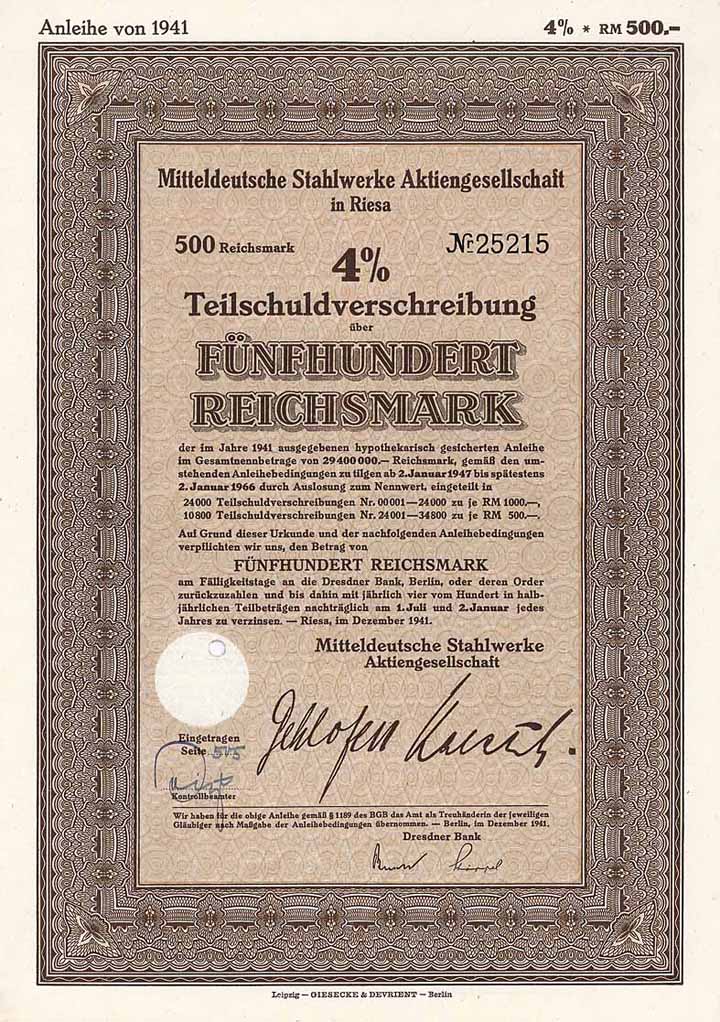 Anleihe von 1941
4% * RM 500.–
Mitteldeutsche Stahlwerke Aktiengesellschaft
in Riesa
500 Reichsmark
№ 25215
4%
Teilschuldverschreibung
über
FÜNFHUNDERT
REICHSMARK
der im Jahre 1941 ausgegebenen hypothekarisch gesicherten Anleihe
im Gesamtnennbetrage von 29 400 000.— Reichsmark, gemäß den um-
stehenden Anleihebedingungen zu tilgen ab 2. Januar 1947 bis spätestens
2. Januar 1966 durch Auslosung zum Nennwert, eingeteilt in
24000 Teilschuldverschreibungen Nr. 00001—24000 zu je RM 1000.—,
10800 Teilschuldverschreibungen Nr. 24001—34800 zu je RM 500.—.
Auf Grund dieser Urkunde und der nachfolgenden Anleihebedingungen
verpflichten wir uns, den Betrag von
FÜNFHUNDERT REICHSMARK
am Fälligkeitstage an die Dresdner Bank, Berlin, oder deren Order
zurückzuzahlen und bis dahin mit jährlich vier vom Hundert in halb-
jährlichen Teilbeträgen nachträglich am 1. Juli und 2. Januar jedes
Jahres zu verzinsen. — Riesa, im Dezember 1941.
Mitteldeutsche Stahlwerke
Aktiengesellschaft
Eingetragen
Seite 505
Kontrollbeamter
Wir haben für die obige Anleihe gemäß § 1189 des BGB das Amt als Treuhänderin der jeweiligen
Gläubiger nach Maßgabe der Anleihebedingungen übernommen. — Berlin, im Dezember 1941.
Dresdner Bank
Leipzig — GIESECKE & DEVRIENT — Berlin